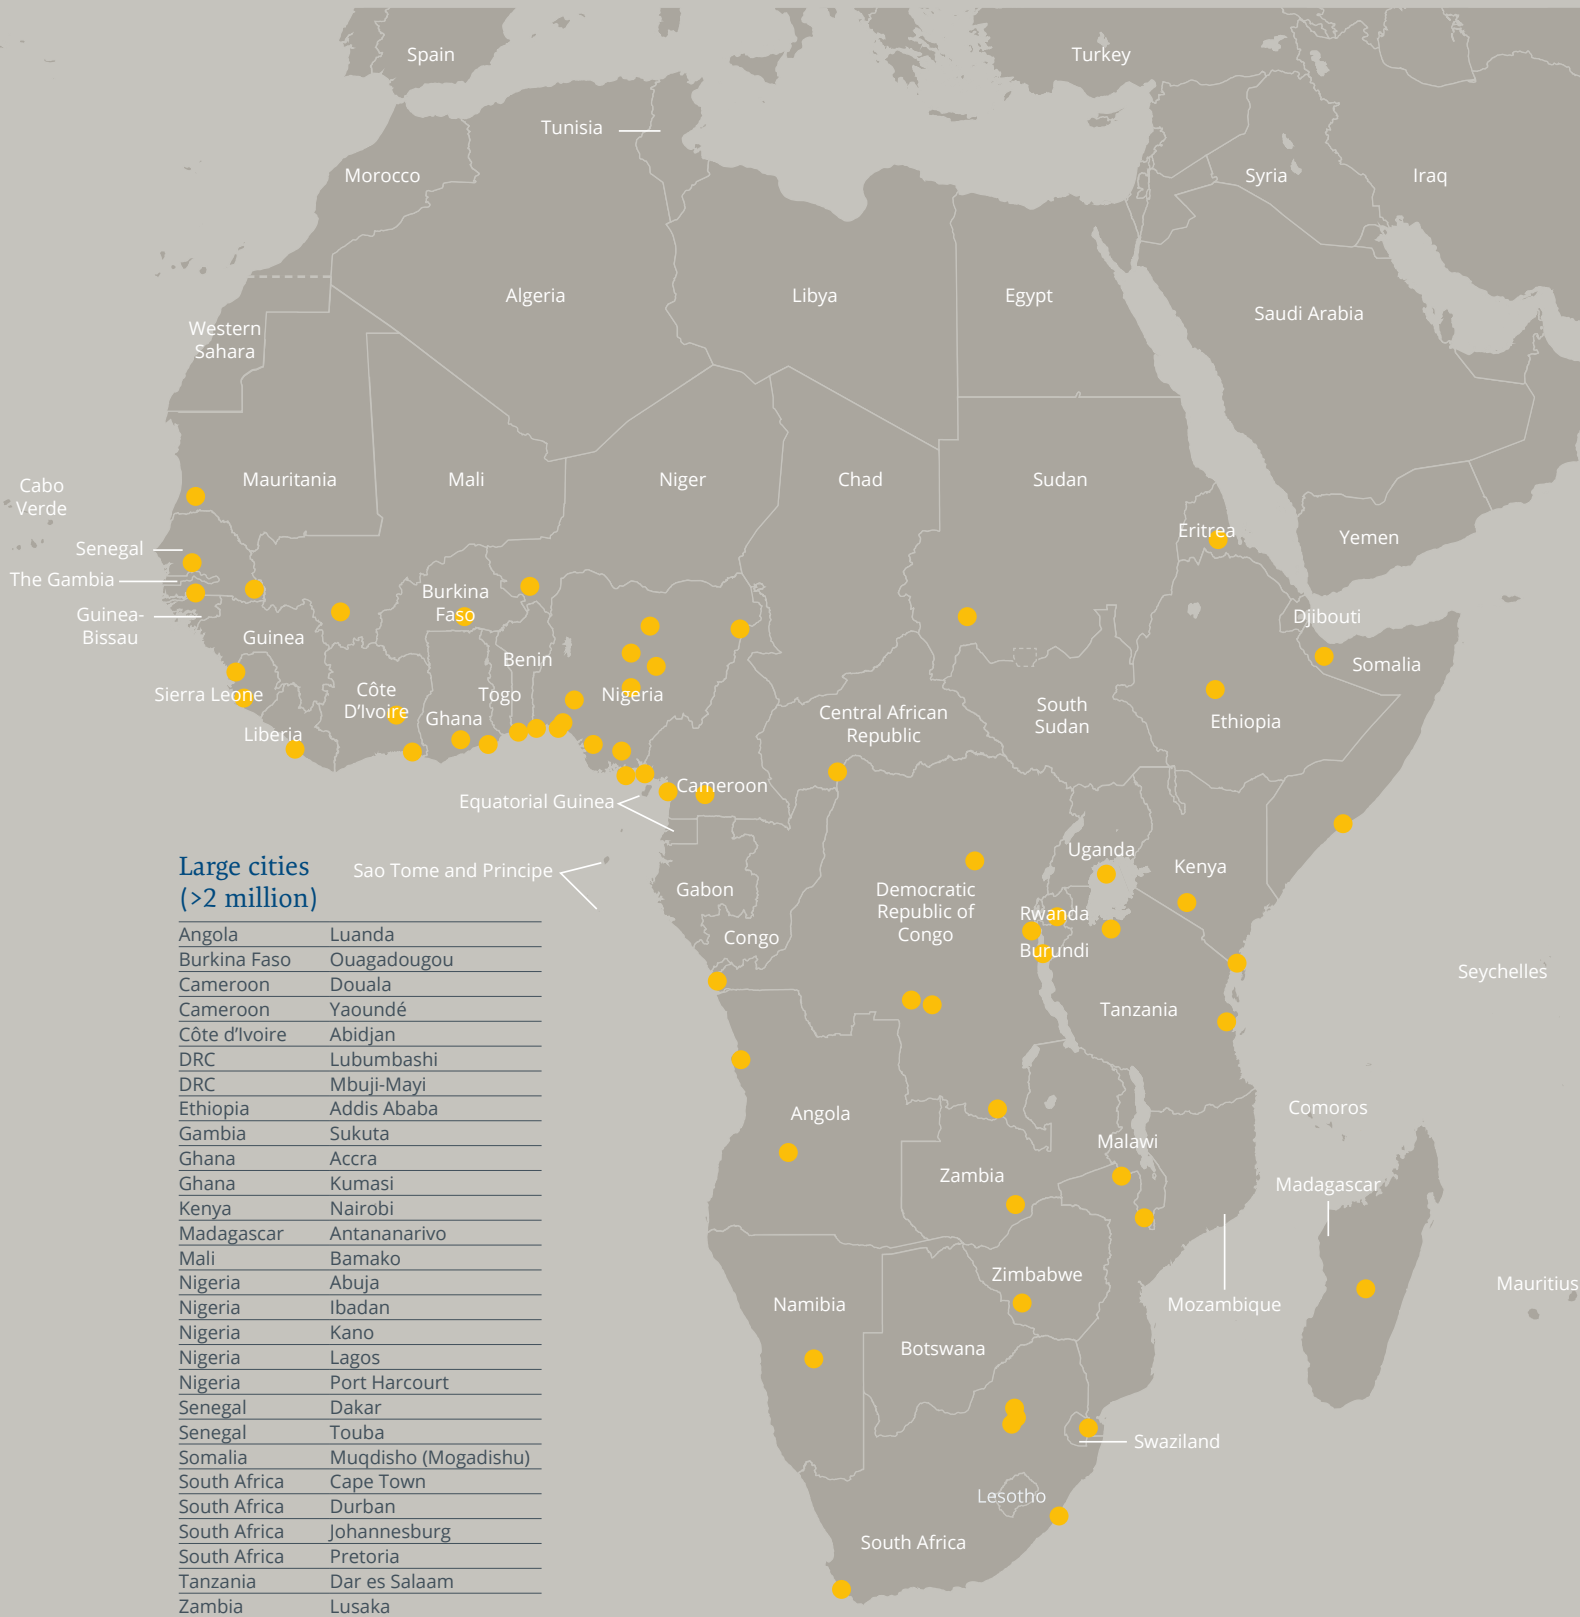 Spain
Turkey
Tunisia
Morocco
Syria
Iraq
Algeria
Libya
Egypt
Saudi Arabia
Western
Sahara
Cabo
Verde
Mauritania
Mali
Niger
Chad
Sudan
Eritrea
Yemen
Senegal
The Gambia
Guinea-
Bissau
Guinea
Burkina
Faso
Djibouti
Benin
Somalia
Sierra Leone
Côte
D'Ivoire
Togo
Nigeria
Ghana
Central African
Republic
South
Sudan
Ethiopia
Liberia
Cameroon
Equatorial Guinea
Sao Tome and Principe
Uganda
Kenya
Gabon
Democratic
Republic of
Congo
Congo
Rwanda
Burundi
Seychelles
Tanzania
Angola
Comoros
Malawi
Zambia
Madagascar
Zimbabwe
Mauritius
Namibia
Mozambique
Botswana
Swaziland
Lesotho
South Africa
Large cities
(>2 million)
Angola Luanda
Burkina Faso Ouagadougou
Cameroon Douala
Cameroon Yaoundé
Côte d'Ivoire Abidjan
DRC Lubumbashi
DRC Mbuji-Mayi
Ethiopia Addis Ababa
Gambia Sukuta
Ghana Accra
Ghana Kumasi
Kenya Nairobi
Madagascar Antananarivo
Mali Bamako
Nigeria Abuja
Nigeria Ibadan
Nigeria Kano
Nigeria Lagos
Nigeria Port Harcourt
Senegal Dakar
Senegal Touba
Somalia Muqdisho (Mogadishu)
South Africa Cape Town
South Africa Durban
South Africa Johannesburg
South Africa Pretoria
Tanzania Dar es Salaam
Zambia Lusaka